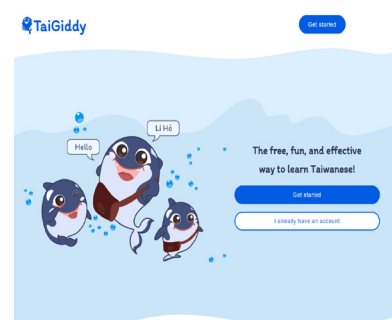 TaiGiddy
Get started
Hello
Lí Hó
The free, fun, and effective
way to learn Taiwanese!
Get started
I already have an account